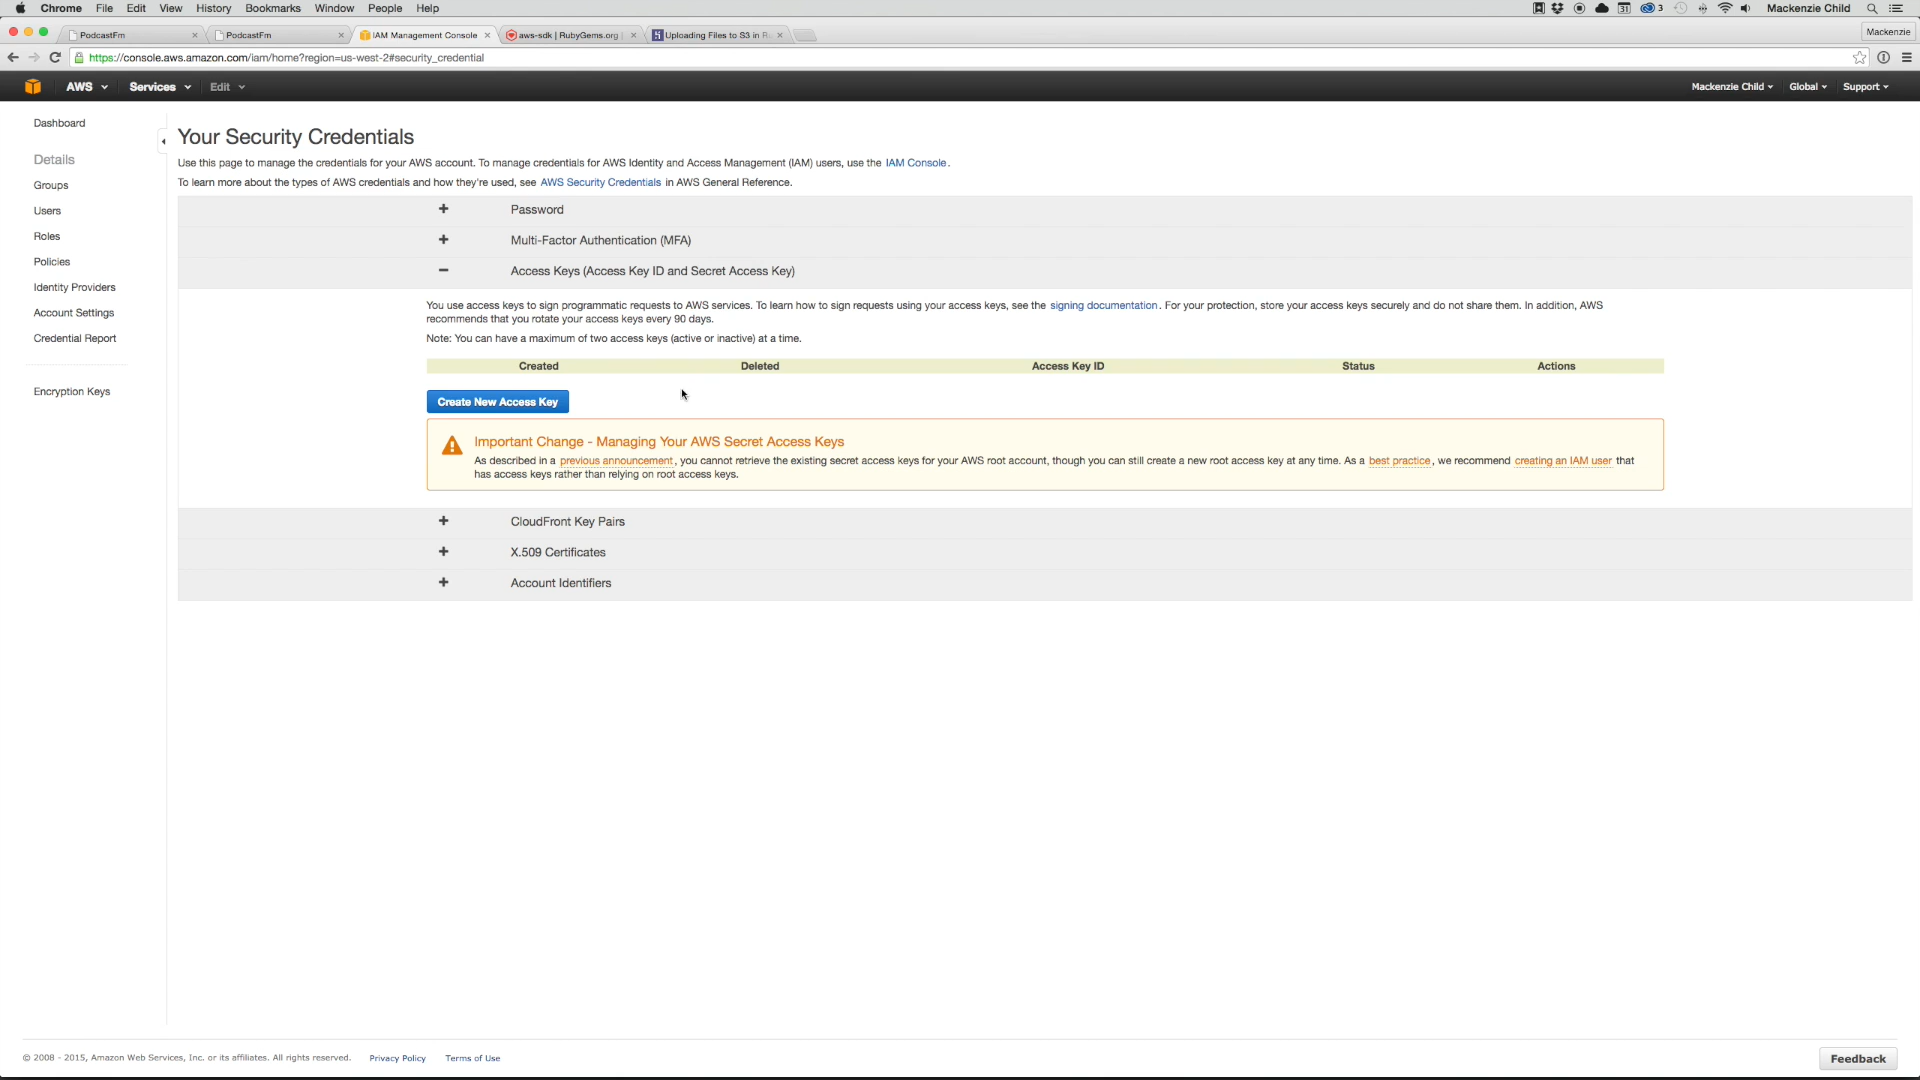 Chrome File Edit View History Bookmarks Window People Help 31 3 Mackenzie Child
PodcastFm PodcastFm IAM Management Console aws-sdk | RubyGems.org | Uploading Files to S3 in R Mackenzie
https://console.aws.amazon.com/iam/home?region=us-west-2#security_credential
AWS Services Edit Mackenzie Child Global Support
Dashboard
Details
Groups
Users
Roles
Policies
Identity Providers
Account Settings
Credential Report
Encryption Keys
Your Security Credentials
Use this page to manage the credentials for your AWS account. To manage credentials for AWS Identity and Access Management (IAM) users, use the IAM Console.
To learn more about the types of AWS credentials and how they're used, see AWS Security Credentials in AWS General Reference.
+ Password
+ Multi-Factor Authentication (MFA)
− Access Keys (Access Key ID and Secret Access Key)
You use access keys to sign programmatic requests to AWS services. To learn how to sign requests using your access keys, see the signing documentation. For your protection, store your access keys securely and do not share them. In addition, AWS
recommends that you rotate your access keys every 90 days.
Note: You can have a maximum of two access keys (active or inactive) at a time.
Created Deleted Access Key ID Status Actions
Create New Access Key
Important Change - Managing Your AWS Secret Access Keys
As described in a previous announcement, you cannot retrieve the existing secret access keys for your AWS root account, though you can still create a new root access key at any time. As a best practice, we recommend creating an IAM user that
has access keys rather than relying on root access keys.
+ CloudFront Key Pairs
+ X.509 Certificates
+ Account Identifiers
© 2008 - 2015, Amazon Web Services, Inc. or its affiliates. All rights reserved. Privacy Policy Terms of Use
Feedback